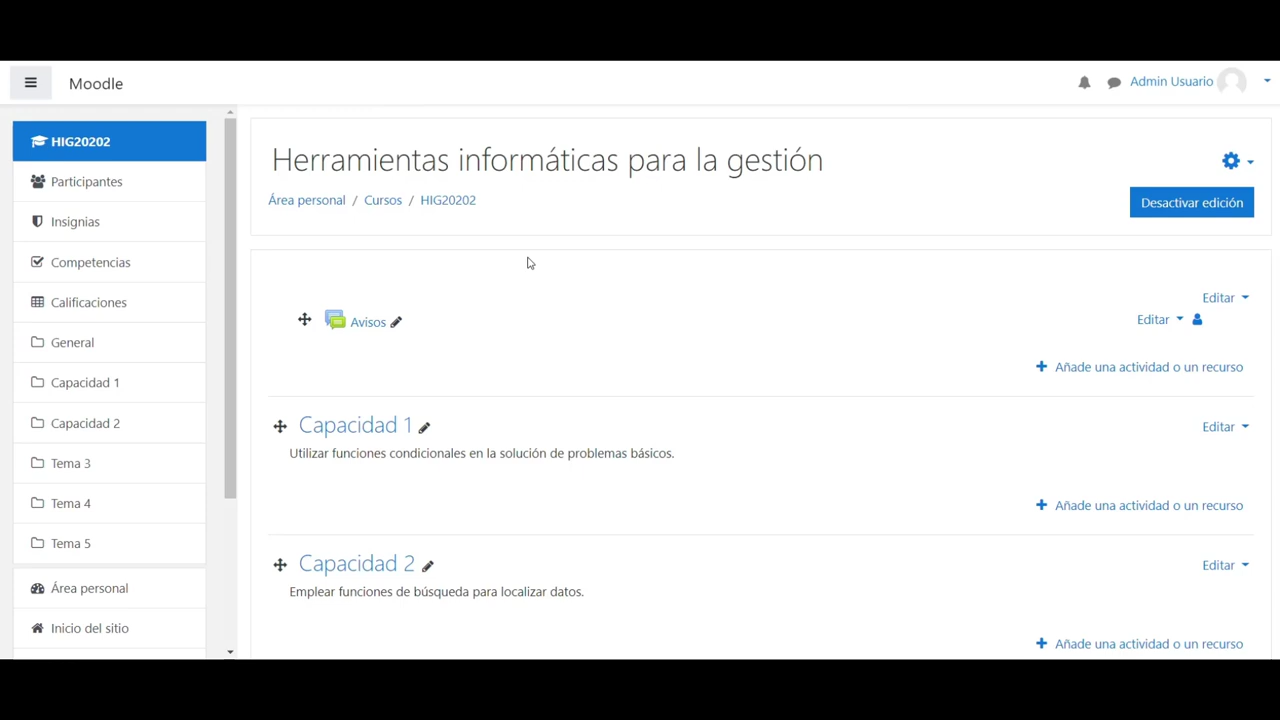 Moodle
Admin Usuario
HIG20202
Participantes
Insignias
Competencias
Calificaciones
General
Capacidad 1
Capacidad 2
Tema 3
Tema 4
Tema 5
Área personal
Inicio del sitio
Herramientas informáticas para la gestión
Área personal / Cursos / HIG20202
Desactivar edición
Editar
Avisos
Editar
Añade una actividad o un recurso
Capacidad 1
Editar
Utilizar funciones condicionales en la solución de problemas básicos.
Añade una actividad o un recurso
Capacidad 2
Editar
Emplear funciones de búsqueda para localizar datos.
Añade una actividad o un recurso